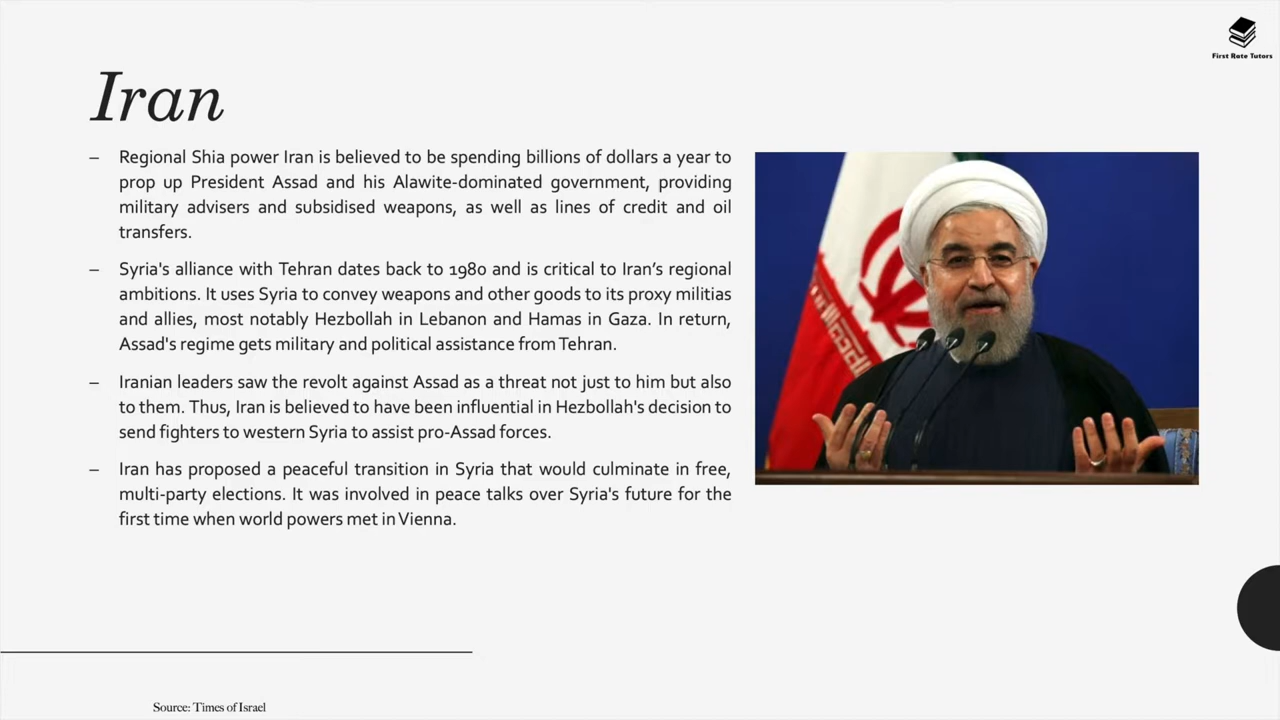 First Rate Tutors
Iran
– Regional Shia power Iran is believed to be spending billions of dollars a year to
prop up President Assad and his Alawite-dominated government, providing
military advisers and subsidised weapons, as well as lines of credit and oil
transfers.
– Syria's alliance with Tehran dates back to 1980 and is critical to Iran’s regional
ambitions. It uses Syria to convey weapons and other goods to its proxy militias
and allies, most notably Hezbollah in Lebanon and Hamas in Gaza. In return,
Assad's regime gets military and political assistance from Tehran.
– Iranian leaders saw the revolt against Assad as a threat not just to him but also
to them. Thus, Iran is believed to have been influential in Hezbollah's decision to
send fighters to western Syria to assist pro-Assad forces.
– Iran has proposed a peaceful transition in Syria that would culminate in free,
multi-party elections. It was involved in peace talks over Syria's future for the
first time when world powers met in Vienna.
Source: Times of Israel